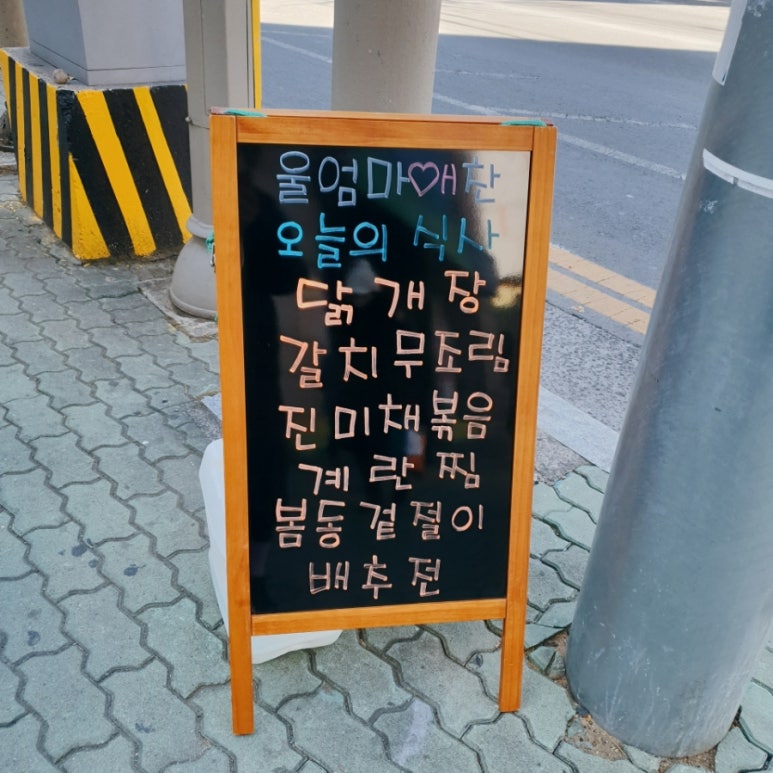 울엄마♡애찬
오늘의 식사
닭개장
갈치무조림
진미채볶음
계란찜
봄동겉절이
배추전